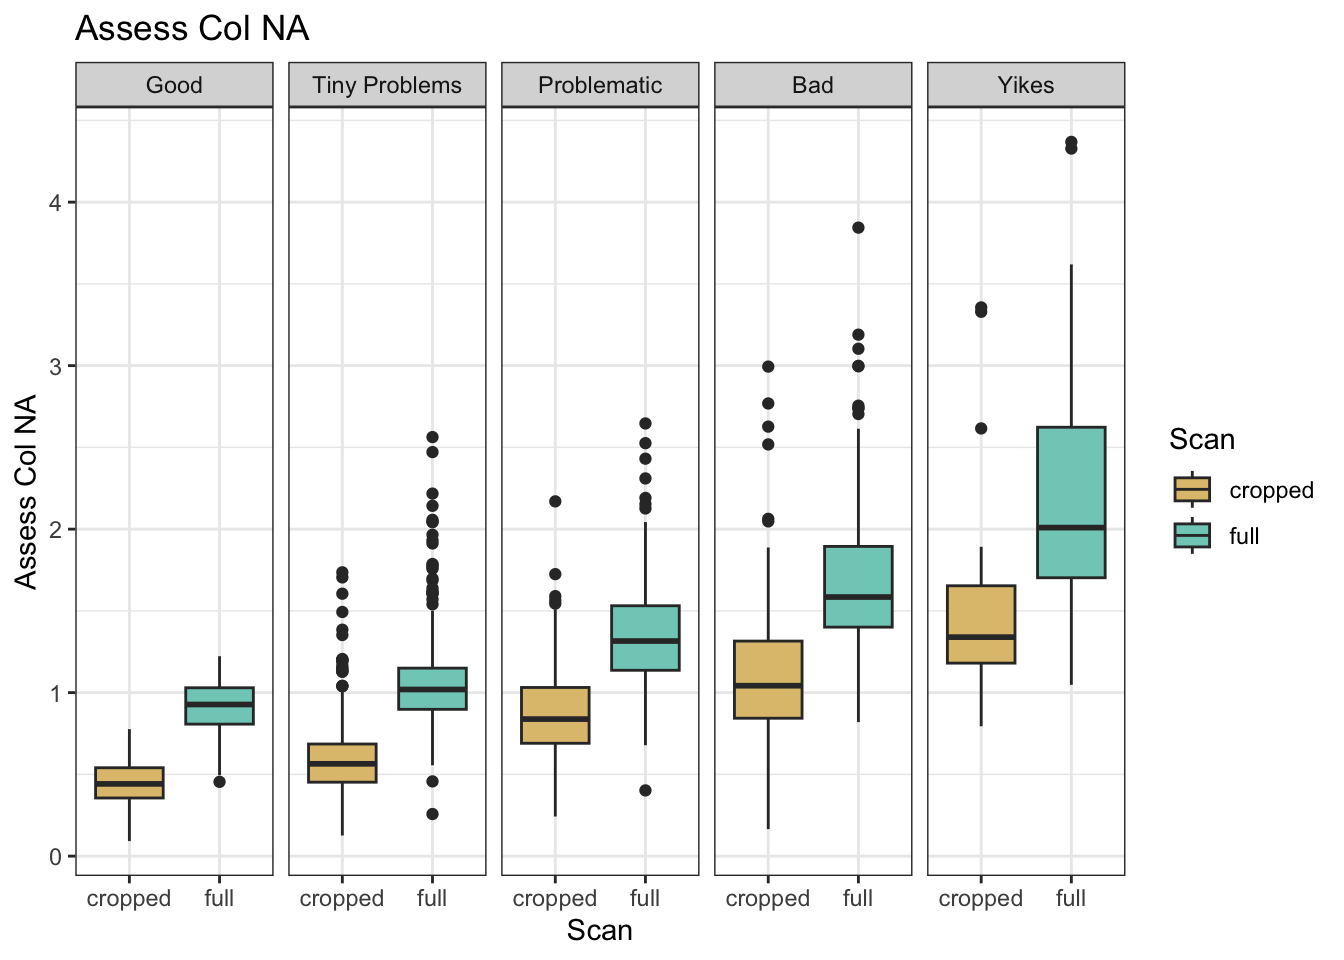 Assess Col NA
Good Tiny Problems Problematic Bad Yikes
Assess Col NA
4
3
2
1
0
cropped full cropped full cropped full cropped full cropped full
Scan
Scan
cropped
full